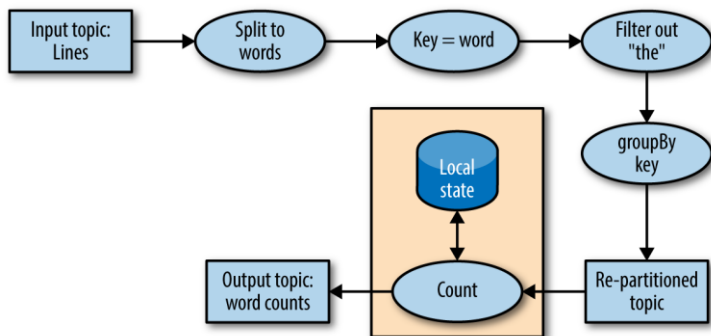 Input topic:
Lines
Split to
words
Key = word
Filter out
"the"
groupBy
key
Local
state
Output topic:
word counts
Count
Re-partitioned
topic